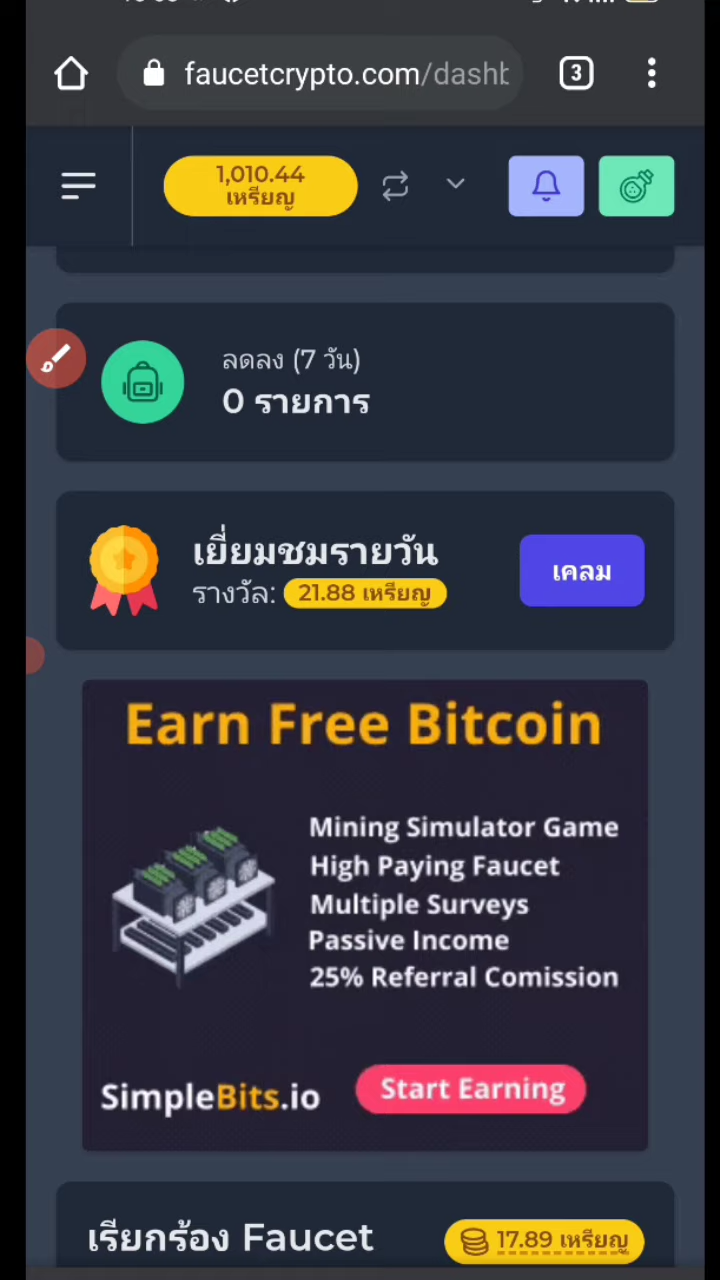 faucetcrypto.com/dasht
3
1,010.44
เหรียญ
ลดลง (7 วัน)
0 รายการ
เยี่ยมชมรายวัน
รางวัล: 21.88 เหรียญ
เคลม
Earn Free Bitcoin
Mining Simulator Game
High Paying Faucet
Multiple Surveys
Passive Income
25% Referral Comission
SimpleBits.io
Start Earning
เรียกร้อง Faucet
17.89 เหรียญ